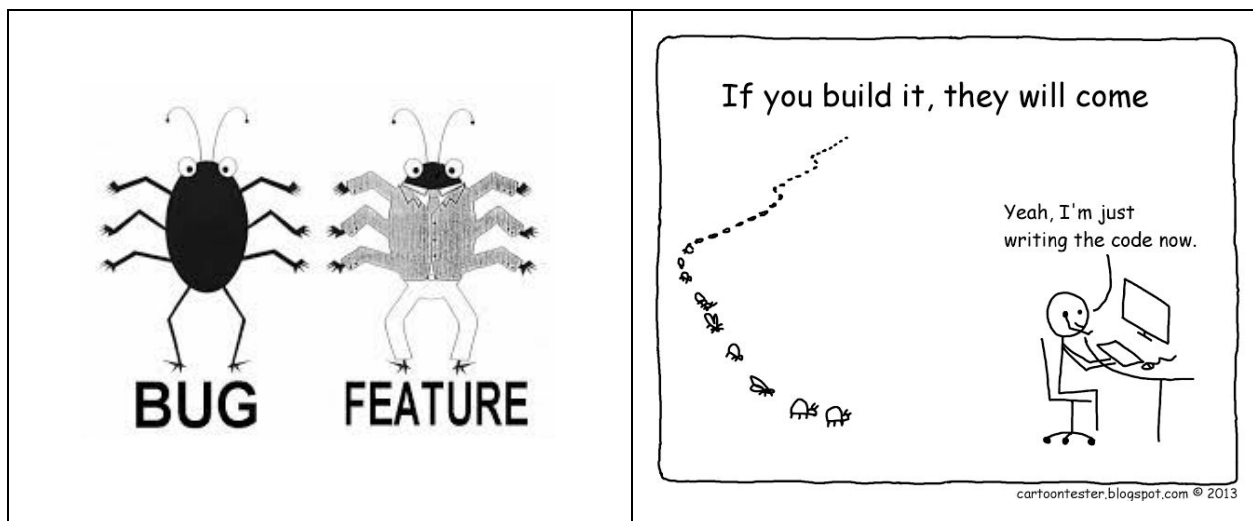 BUG
FEATURE
If you build it, they will come
Yeah, I'm just
writing the code now.
cartoontester.blogspot.com © 2013